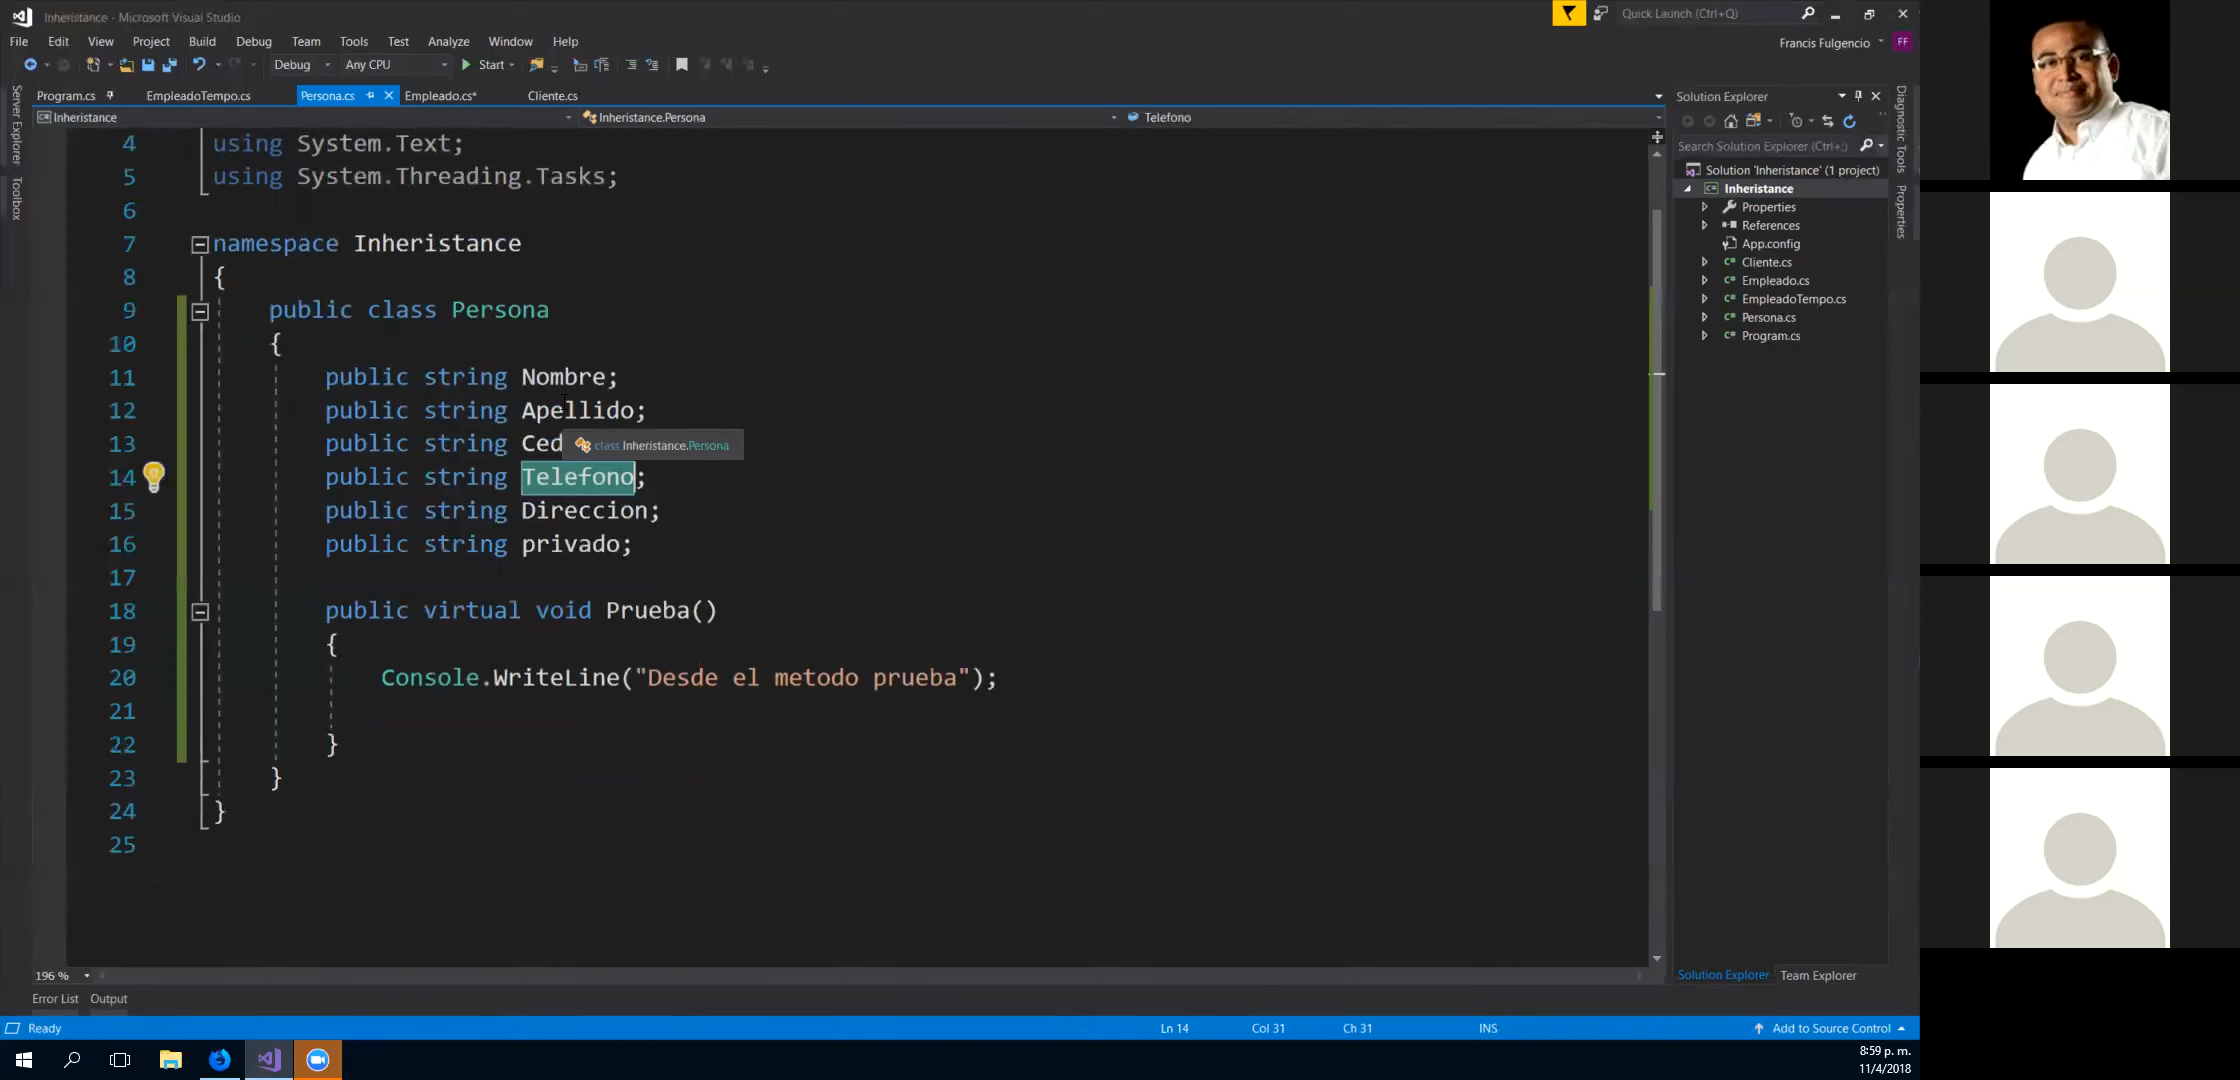 Inheristance - Microsoft Visual Studio
Quick Launch (Ctrl+Q)
File Edit View Project Build Debug Team Tools Test Analyze Window Help
Francis Fulgencio FF
Debug Any CPU Start
Program.cs EmpleadoTempo.cs Persona.cs Empleado.cs* Cliente.cs
Inheristance Inheristance.Persona Telefono
4 using System.Text;
5 using System.Threading.Tasks;
6
7 namespace Inheristance
8 {
9 public class Persona
10 {
11 public string Nombre;
12 public string Apellido;
13 public string Ced
class Inheristance.Persona
14 public string Telefono;
15 public string Direccion;
16 public string privado;
17
18 public virtual void Prueba()
19 {
20 Console.WriteLine("Desde el metodo prueba");
21
22 }
23 }
24 }
25
196 %
Error List Output
Ready Ln 14 Col 31 Ch 31 INS Add to Source Control
Server Explorer
Toolbox
Solution Explorer
Search Solution Explorer (Ctrl+;)
Solution 'Inheristance' (1 project)
Inheristance
Properties
References
App.config
Cliente.cs
Empleado.cs
EmpleadoTempo.cs
Persona.cs
Program.cs
Solution Explorer Team Explorer
Diagnostic Tools
Properties
8:59 p. m.
11/4/2018